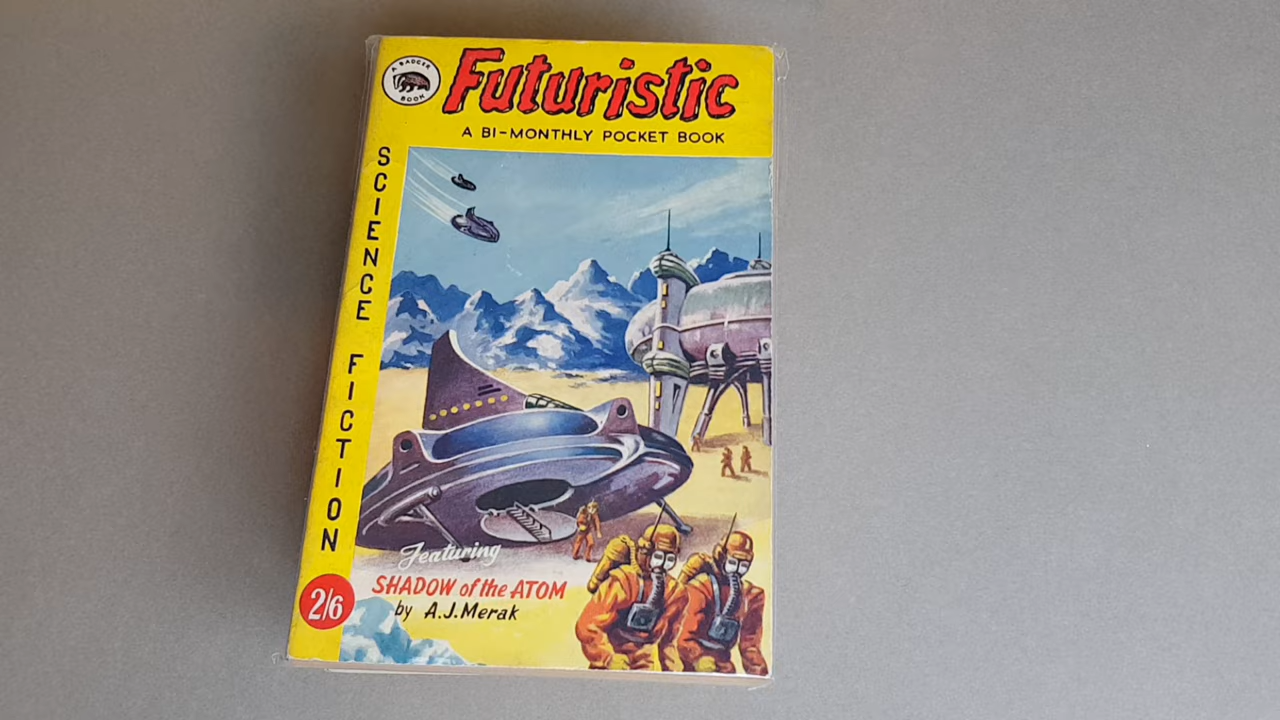 A BADGER
BOOK
Futuristic
A BI-MONTHLY POCKET BOOK
SCIENCE FICTION
Featuring
SHADOW of the ATOM
by A.J. Merak
2/6